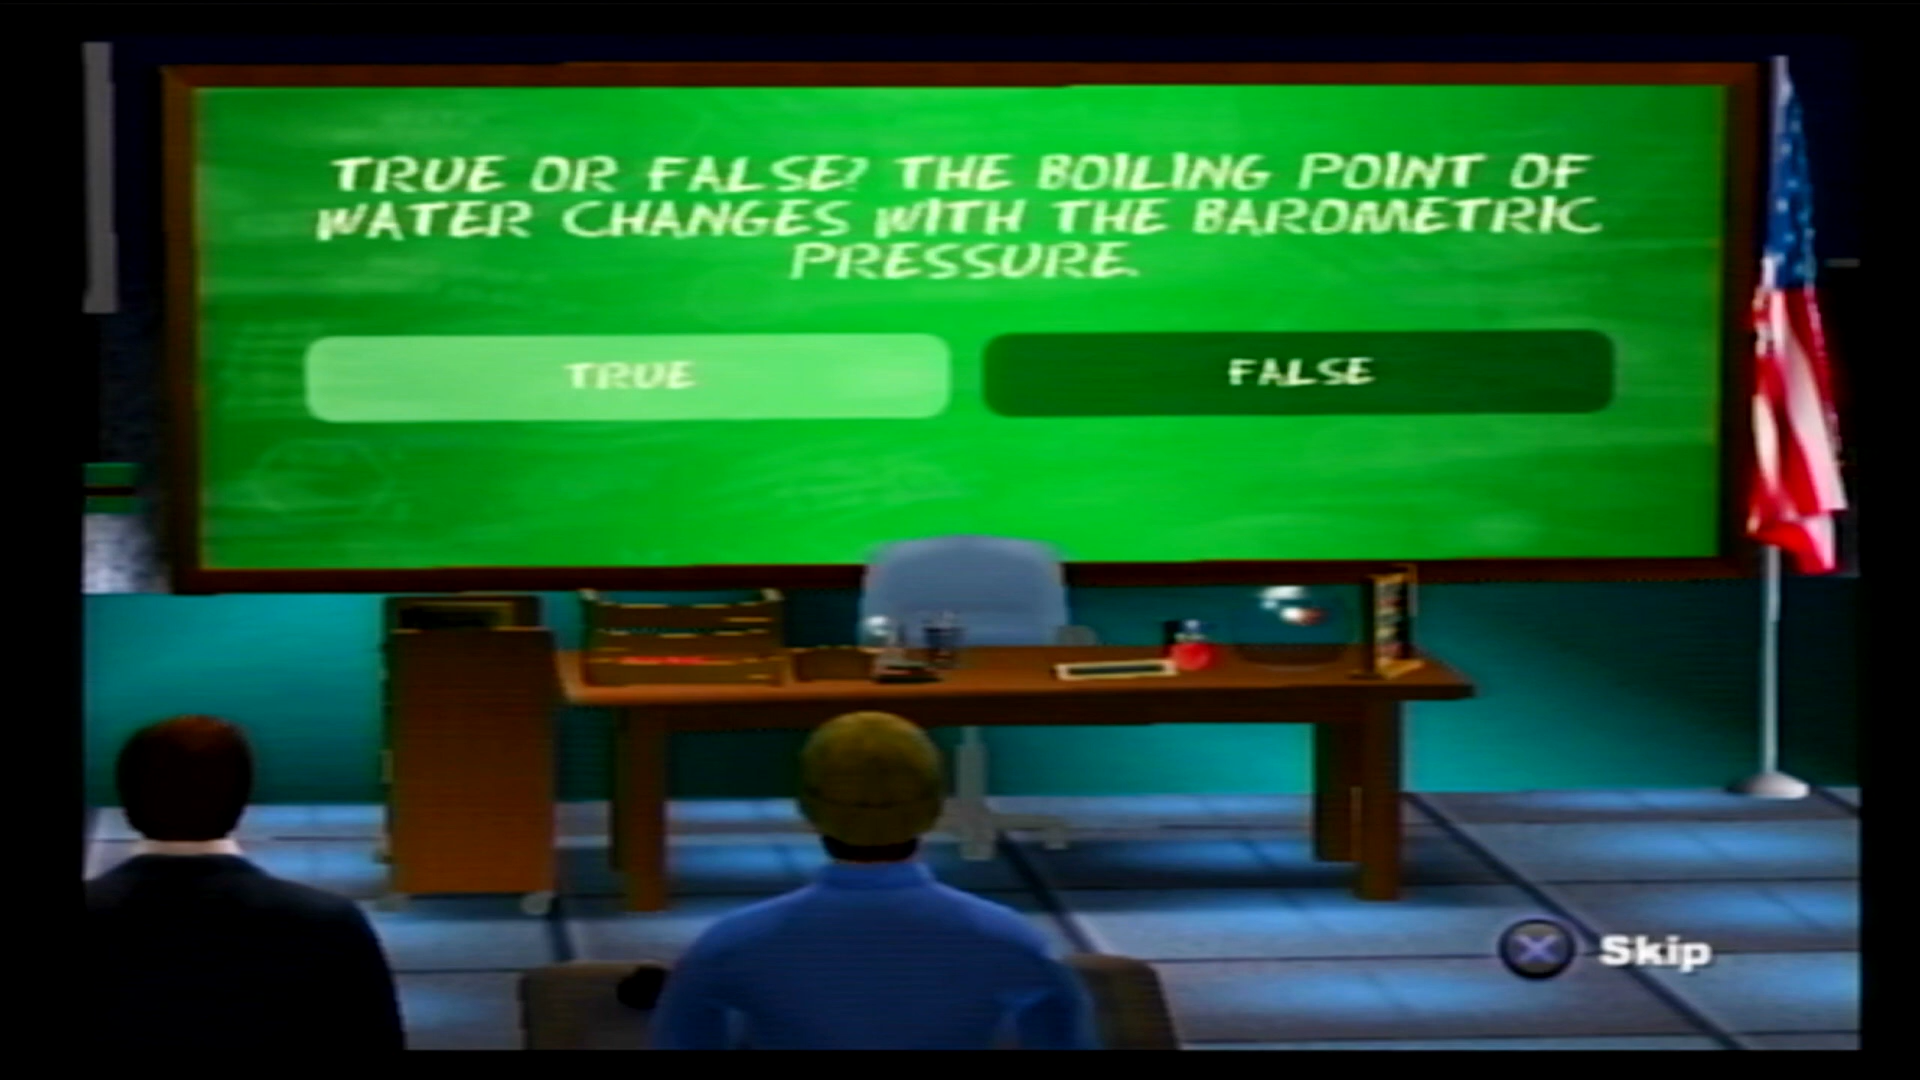 TRUE OR FALSE? THE BOILING POINT OF
WATER CHANGES WITH THE BAROMETRIC
PRESSURE.
TRUE
FALSE
Skip